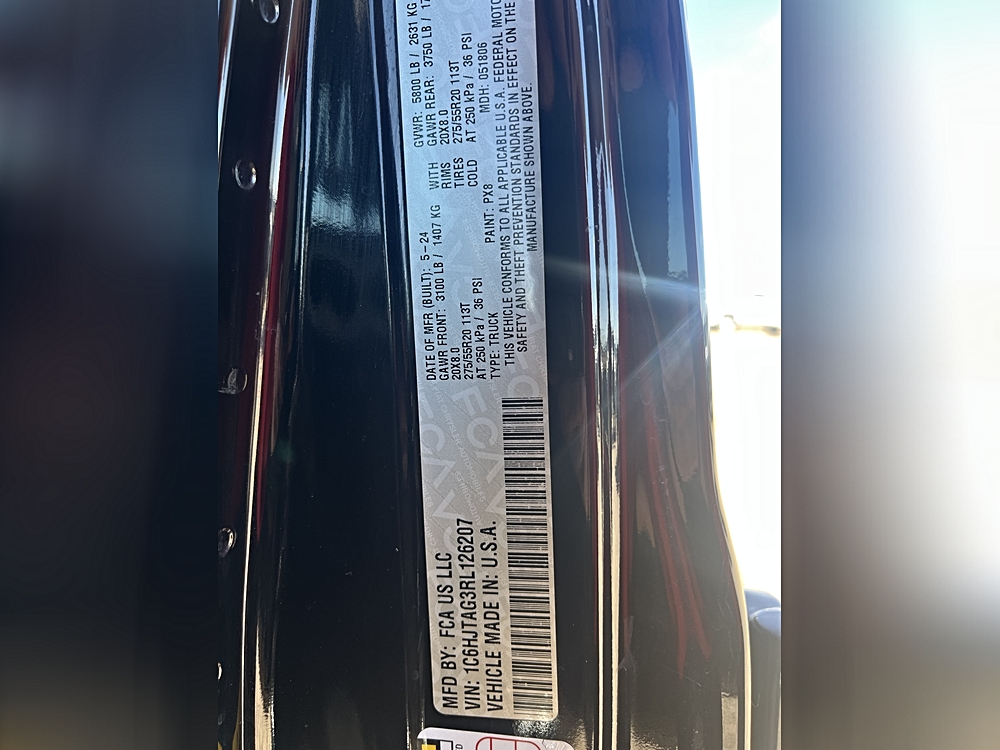 MFD BY: FCA US LLC
VIN: 1C6HJTAG3RL126207
VEHICLE MADE IN: U.S.A.
DATE OF MFR (BUILT): 5-24
GVWR: 5800 LB / 2631 KG
GAWR FRONT: 3100 LB / 1407 KG WITH
GAWR REAR: 3750 LB /
20X8.0 RIMS 20X8.0
275/55R20 113T TIRES 275/55R20 113T
AT 250 kPa / 36 PSI COLD AT 250 kPa / 36 PSI
TYPE: TRUCK PAINT: PX8 MDH: 051806
THIS VEHICLE CONFORMS TO ALL APPLICABLE U.S.A. FEDERAL
SAFETY AND THEFT PREVENTION STANDARDS IN EFFECT ON THE
MANUFACTURE SHOWN ABOVE.
FCA